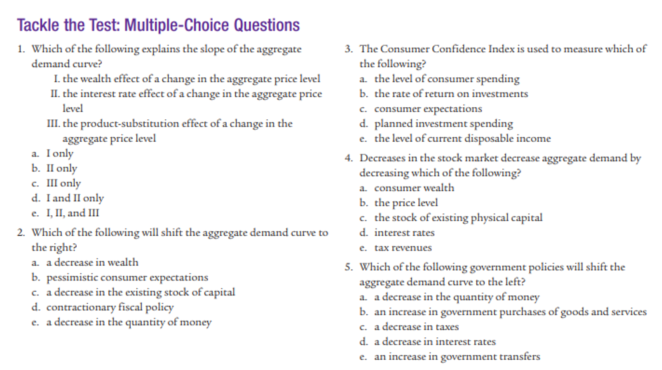 Tackle the Test: Multiple-Choice Questions
1. Which of the following explains the slope of the aggregate
demand curve?
I. the wealth effect of a change in the aggregate price level
II. the interest rate effect of a change in the aggregate price
level
III. the product-substitution effect of a change in the
aggregate price level
a. I only
b. II only
c. III only
d. I and II only
e. I, II, and III
2. Which of the following will shift the aggregate demand curve to
the right?
a. a decrease in wealth
b. pessimistic consumer expectations
c. a decrease in the existing stock of capital
d. contractionary fiscal policy
e. a decrease in the quantity of money
3. The Consumer Confidence Index is used to measure which of
the following?
a. the level of consumer spending
b. the rate of return on investments
c. consumer expectations
d. planned investment spending
e. the level of current disposable income
4. Decreases in the stock market decrease aggregate demand by
decreasing which of the following?
a. consumer wealth
b. the price level
c. the stock of existing physical capital
d. interest rates
e. tax revenues
5. Which of the following government policies will shift the
aggregate demand curve to the left?
a. a decrease in the quantity of money
b. an increase in government purchases of goods and services
c. a decrease in taxes
d. a decrease in interest rates
e. an increase in government transfers